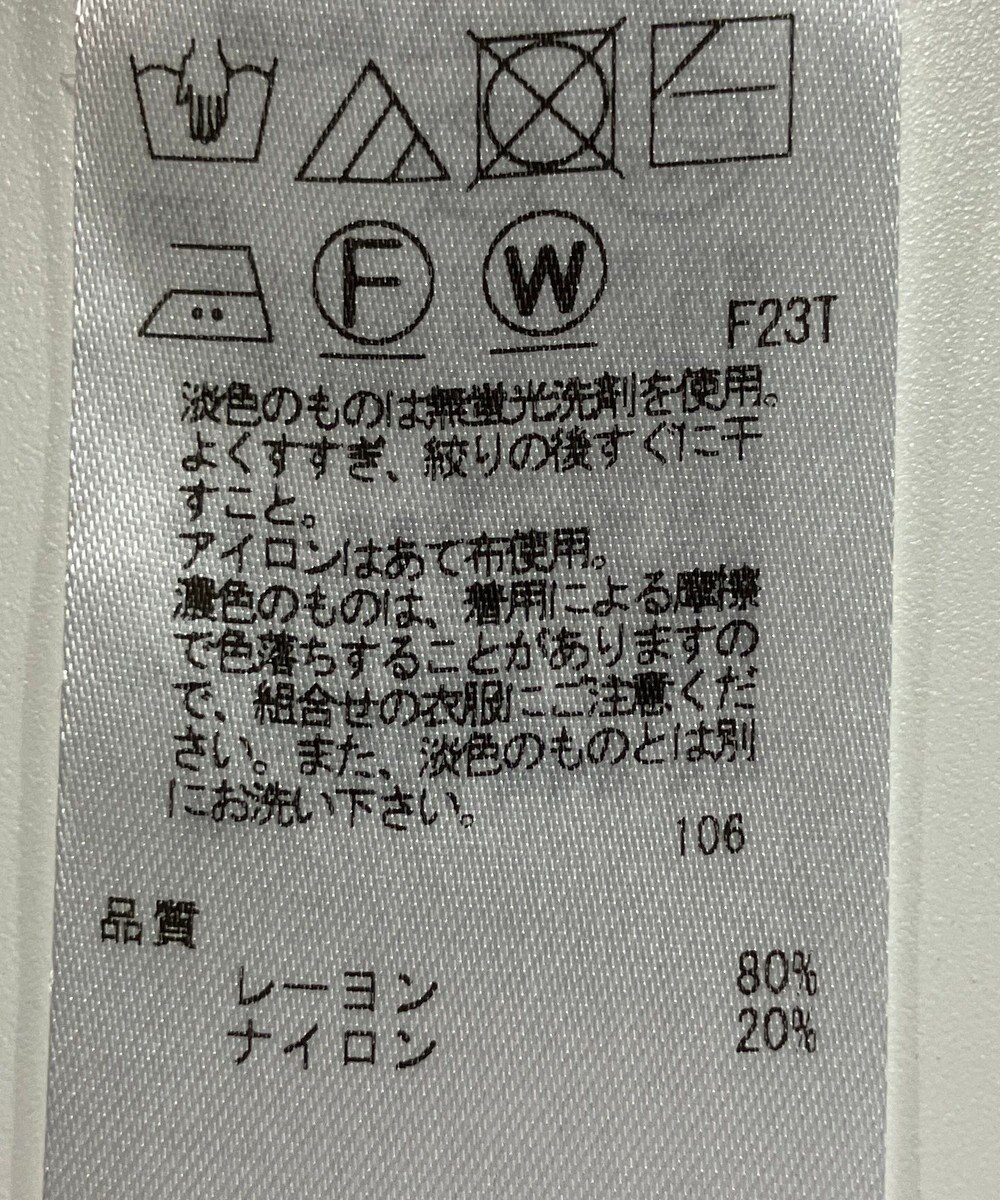 F W F23T
淡色のものは無蛍光洗剤を使用。
よくすすぎ、絞りの後すぐに干
すこと。
アイロンはあて布使用。
濃色のものは、着用による摩擦
で色落ちすることがありますの
で、組合せの衣服にご注意くだ
さい。また、淡色のものとは別
にお洗い下さい。
106
品質
レーヨン 80%
ナイロン 20%